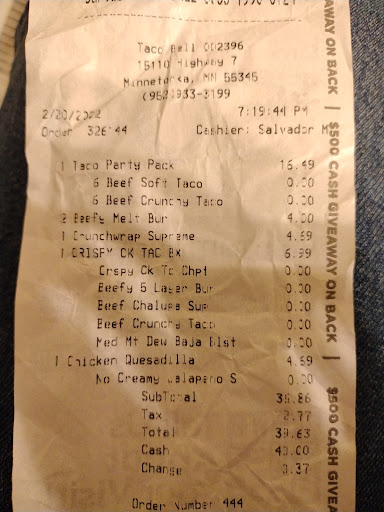 Taco Bell 002396
15110 Highway 7
Minnetonka, MN 55345
(952)933-3199
2/20/2022 7:19:44 PM
Order 326144 Cashier: Salvador
1 Taco Party Pack 16.49
6 Beef Soft Taco 0.00
6 Beef Crunchy Taco 0.00
2 Beefy Melt Bur 4.00
1 Crunchwrap Supreme 4.69
1 CRISPY CK TAC BX 6.99
Crspy Ck Tc Chpt 0.00
Beefy 5 Layer Bur 0.00
Beef Chalupa Sup 0.00
Beef Crunchy Taco 0.00
Med Mt Dew Baja Blst 0.00
1 Chicken Quesadilla 4.69
No Creamy Jalapeno S 0.00
SubTotal 36.86
Tax 2.77
Total 39.63
Cash 40.00
Change 0.37
Order Number 444
AWAY ON BACK | $500 CASH GIVEAWAY ON BACK | $500 CASH GIVEA